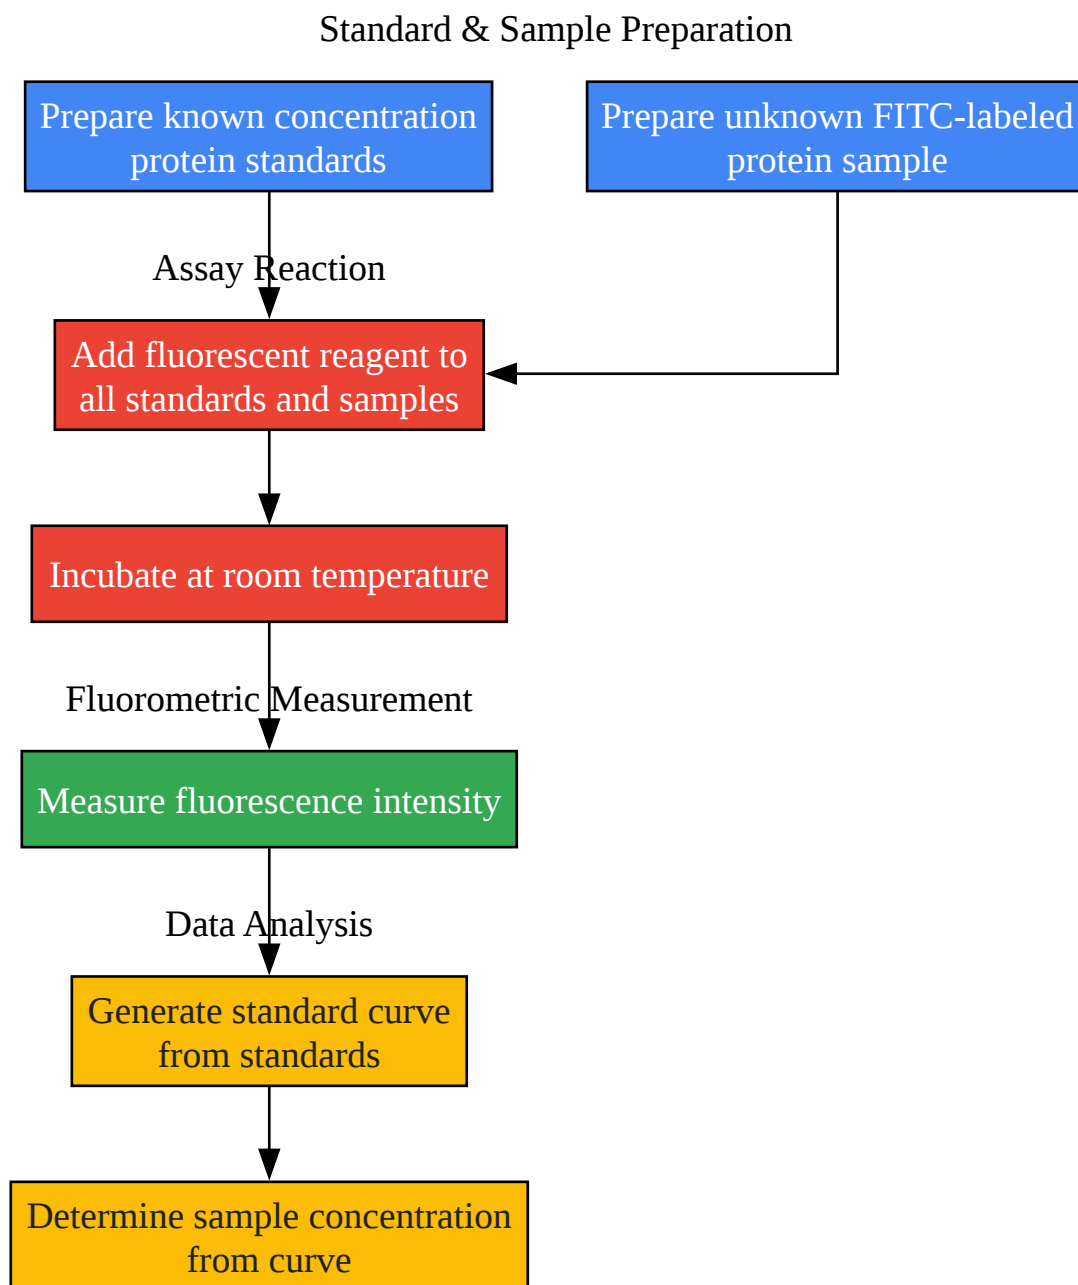 Standard & Sample Preparation
Prepare known concentration
protein standards
Prepare unknown FITC-labeled
protein sample
Assay Reaction
Add fluorescent reagent to
all standards and samples
Incubate at room temperature
Fluorometric Measurement
Measure fluorescence intensity
Data Analysis
Generate standard curve
from standards
Determine sample concentration
from curve